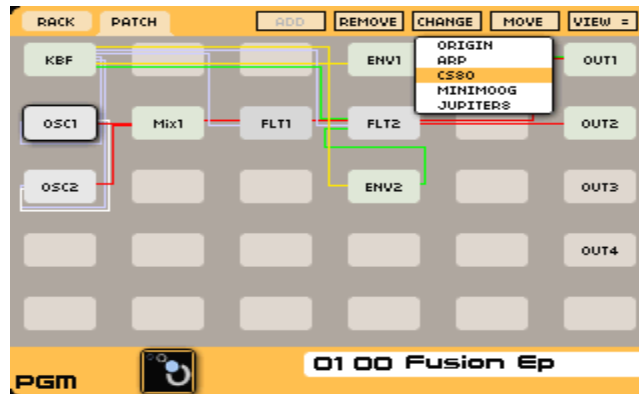 RACK PATCH ADD REMOVE CHANGE MOVE VIEW =
KBF ENV1 OUT1
ORIGIN
ARP
CS80
MINIMOOG
JUPITER8
OSC1 Mix1 FLT1 FLT2 OUT2
OSC2 ENV2 OUT3
OUT4
PGM 01 00 Fusion Ep